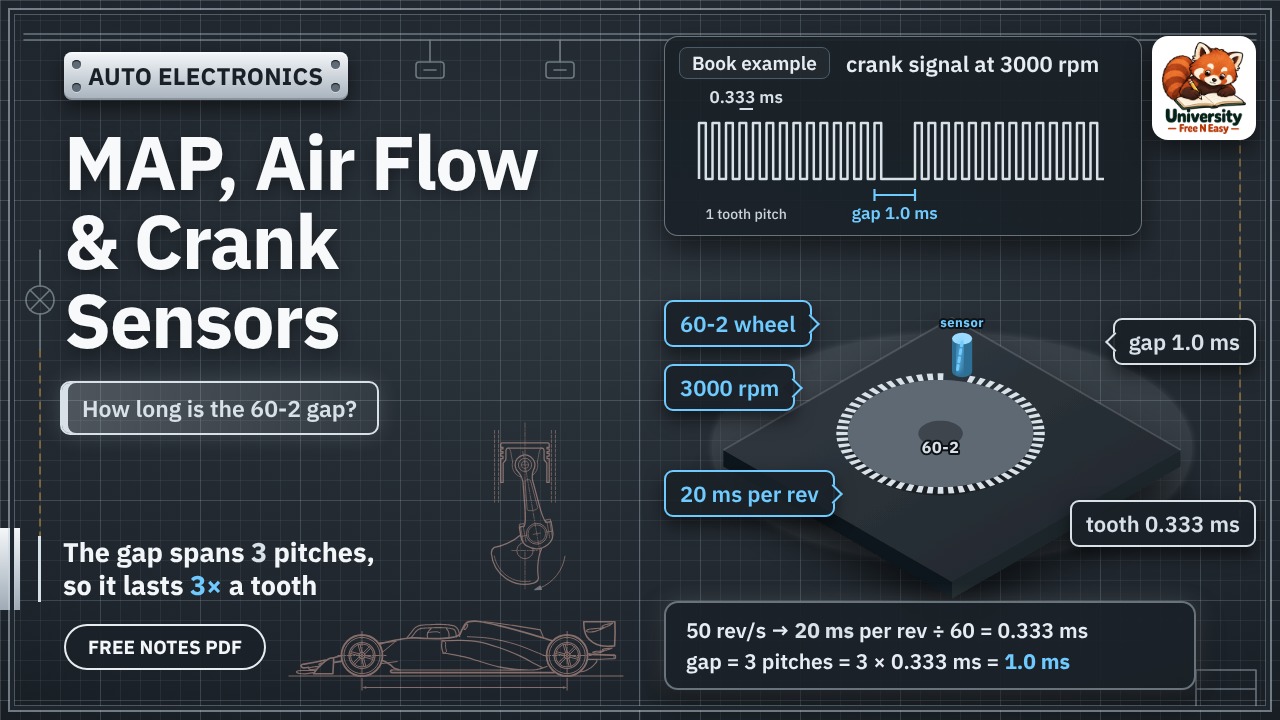 AUTO ELECTRONICS
MAP, Air Flow
& Crank
Sensors
How long is the 60-2 gap?
The gap spans 3 pitches,
so it lasts 3× a tooth
FREE NOTES PDF
Book example
crank signal at 3000 rpm
0.333 ms
1 tooth pitch
gap 1.0 ms
University
Free N Easy
60-2 wheel
3000 rpm
20 ms per rev
sensor
60-2
gap 1.0 ms
tooth 0.333 ms
50 rev/s → 20 ms per rev ÷ 60 = 0.333 ms
gap = 3 pitches = 3 × 0.333 ms = 1.0 ms